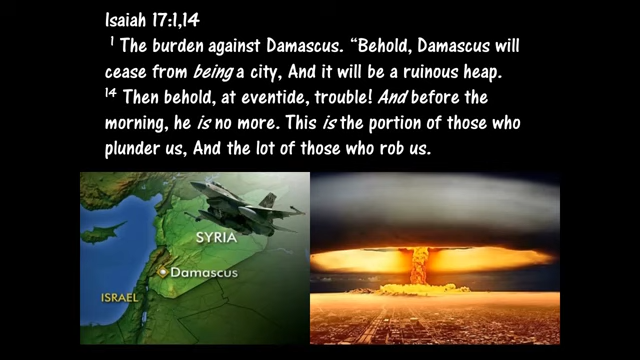 Isaiah 17:1,14
1 The burden against Damascus. “Behold, Damascus will
cease from being a city, And it will be a ruinous heap.
14 Then behold, at eventide, trouble! And before the
morning, he is no more. This is the portion of those who
plunder us, And the lot of those who rob us.
SYRIA
Damascus
ISRAEL